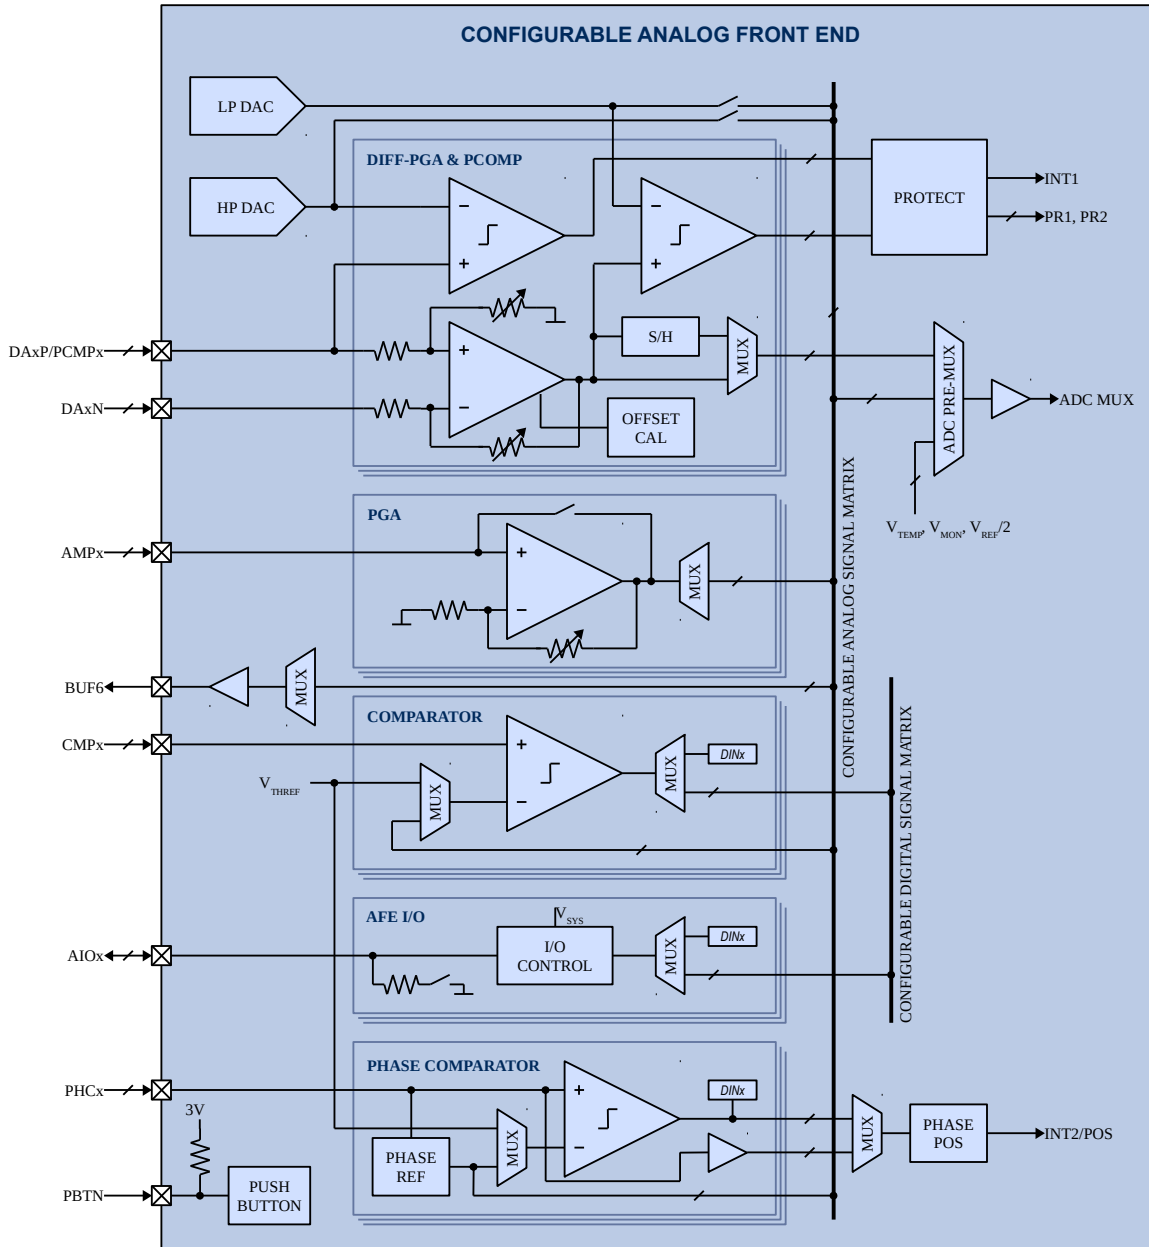 CONFIGURABLE ANALOG FRONT END
LP DAC
HP DAC
DIFF-PGA & PCOMP
−
+
−
+
PROTECT
INT1
PR1, PR2
DAxP/PCMPx
DAxN
+
−
S/H
MUX
OFFSET
CAL
ADC PRE-MUX
ADC MUX
VTEMP, VMON, VREF/2
CONFIGURABLE ANALOG SIGNAL MATRIX
PGA
AMPx
+
−
MUX
BUF6
MUX
COMPARATOR
CMPx
VTHREF
MUX
+
−
MUX
DINx
CONFIGURABLE DIGITAL SIGNAL MATRIX
AFE I/O
AIOx
VSYS
I/O
CONTROL
MUX
DINx
PHASE COMPARATOR
PHCx
+
−
DINx
MUX
PHASE
REF
MUX
PHASE
POS
INT2/POS
3V
PBTN
PUSH
BUTTON